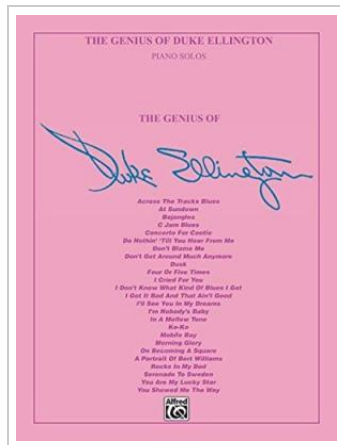 THE GENIUS OF DUKE ELLINGTON
PIANO SOLOS
THE GENIUS OF
Duke Ellington
Across The Tracks Blues
At Sundown
Bojangles
C Jam Blues
Concerto For Cootie
Do Nothin' 'Till You Hear From Me
Don't Blame Me
Don't Get Around Much Anymore
Dusk
Four Or Five Times
I Cried For You
I Don't Know What Kind Of Blues I Got
I Got It Bad And That Ain't Good
I'll See You In My Dreams
I'm Nobody's Baby
In A Mellow Tone
Ko-Ko
Mobile Bay
Morning Glory
On Becoming A Square
A Portrait Of Bert Williams
Rocks In My Bed
Serenade To Sweden
You Are My Lucky Star
You Showed Me The Way
Alfred